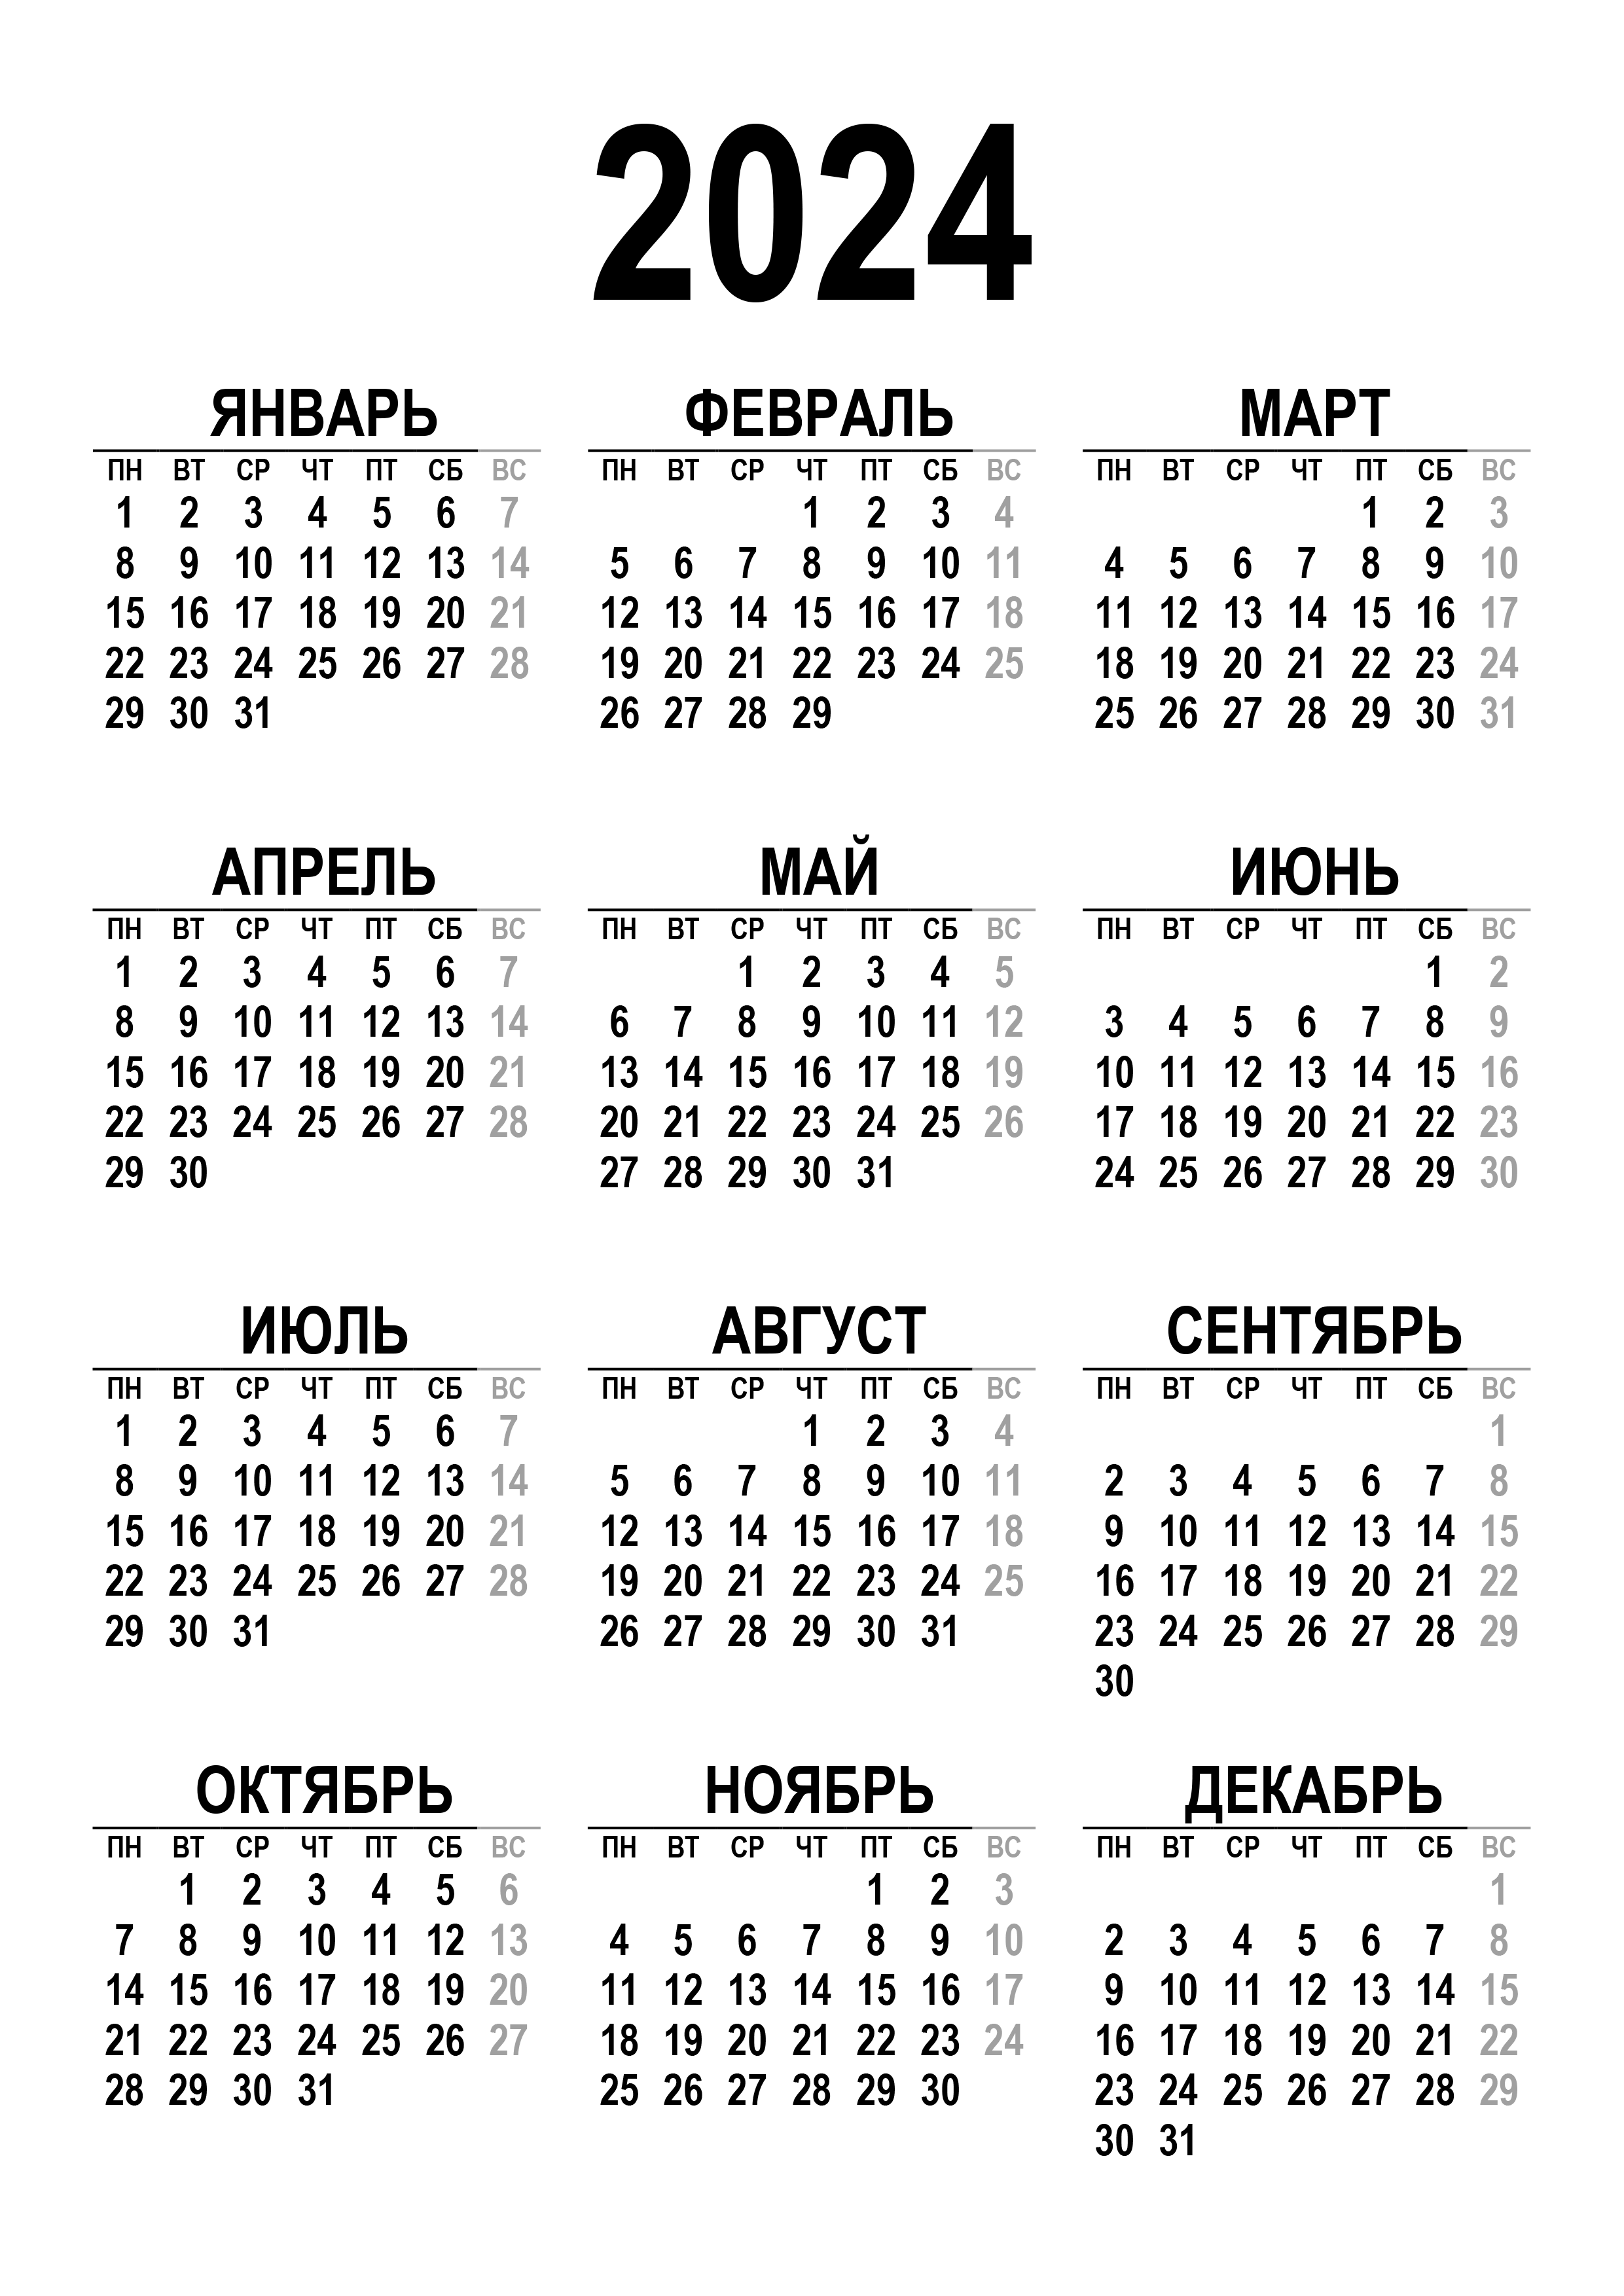 2024
ЯНВАРЬ ФЕВРАЛЬ МАРТ
ПН ВТ СР ЧТ ПТ СБ ВС ПН ВТ СР ЧТ ПТ СБ ВС ПН ВТ СР ЧТ ПТ СБ ВС
1 2 3 4 5 6 7 1 2 3 4 1 2 3
8 9 10 11 12 13 14 5 6 7 8 9 10 11 4 5 6 7 8 9 10
15 16 17 18 19 20 21 12 13 14 15 16 17 18 11 12 13 14 15 16 17
22 23 24 25 26 27 28 19 20 21 22 23 24 25 18 19 20 21 22 23 24
29 30 31 26 27 28 29 25 26 27 28 29 30 31
АПРЕЛЬ МАЙ ИЮНЬ
ПН ВТ СР ЧТ ПТ СБ ВС ПН ВТ СР ЧТ ПТ СБ ВС ПН ВТ СР ЧТ ПТ СБ ВС
1 2 3 4 5 6 7 1 2 3 4 5 1 2
8 9 10 11 12 13 14 6 7 8 9 10 11 12 3 4 5 6 7 8 9
15 16 17 18 19 20 21 13 14 15 16 17 18 19 10 11 12 13 14 15 16
22 23 24 25 26 27 28 20 21 22 23 24 25 26 17 18 19 20 21 22 23
29 30 27 28 29 30 31 24 25 26 27 28 29 30
ИЮЛЬ АВГУСТ СЕНТЯБРЬ
ПН ВТ СР ЧТ ПТ СБ ВС ПН ВТ СР ЧТ ПТ СБ ВС ПН ВТ СР ЧТ ПТ СБ ВС
1 2 3 4 5 6 7 1 2 3 4 1
8 9 10 11 12 13 14 5 6 7 8 9 10 11 2 3 4 5 6 7 8
15 16 17 18 19 20 21 12 13 14 15 16 17 18 9 10 11 12 13 14 15
22 23 24 25 26 27 28 19 20 21 22 23 24 25 16 17 18 19 20 21 22
29 30 31 26 27 28 29 30 31 23 24 25 26 27 28 29
30
ОКТЯБРЬ НОЯБРЬ ДЕКАБРЬ
ПН ВТ СР ЧТ ПТ СБ ВС ПН ВТ СР ЧТ ПТ СБ ВС ПН ВТ СР ЧТ ПТ СБ ВС
1 2 3 4 5 6 1 2 3 1
7 8 9 10 11 12 13 4 5 6 7 8 9 10 2 3 4 5 6 7 8
14 15 16 17 18 19 20 11 12 13 14 15 16 17 9 10 11 12 13 14 15
21 22 23 24 25 26 27 18 19 20 21 22 23 24 16 17 18 19 20 21 22
28 29 30 31 25 26 27 28 29 30 23 24 25 26 27 28 29
30 31